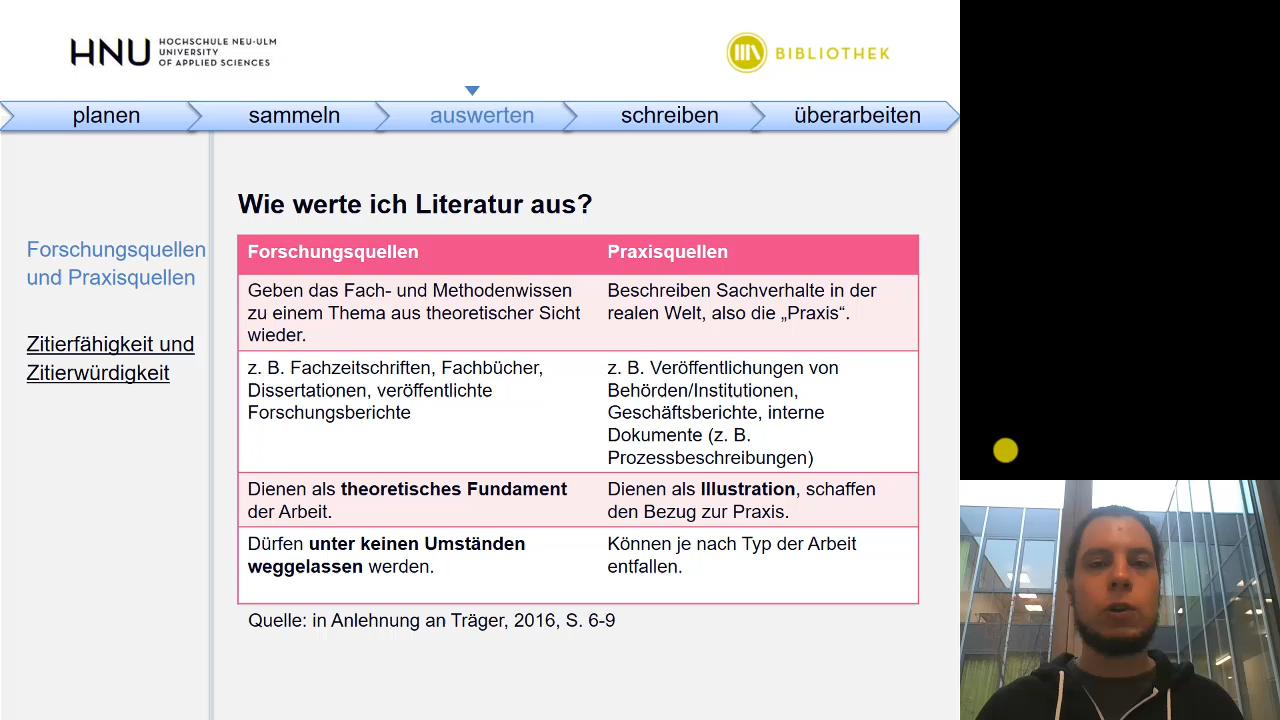 HNU HOCHSCHULE NEU-ULM
UNIVERSITY
OF APPLIED SCIENCES
BIBLIOTHEK
planen sammeln auswerten schreiben überarbeiten
Forschungsquellen
und Praxisquellen
Zitierfähigkeit und
Zitierwürdigkeit
Wie werte ich Literatur aus?
Forschungsquellen
Praxisquellen
Geben das Fach- und Methodenwissen
zu einem Thema aus theoretischer Sicht
wieder.
Beschreiben Sachverhalte in der
realen Welt, also die „Praxis“.
z. B. Fachzeitschriften, Fachbücher,
Dissertationen, veröffentlichte
Forschungsberichte
z. B. Veröffentlichungen von
Behörden/Institutionen,
Geschäftsberichte, interne
Dokumente (z. B.
Prozessbeschreibungen)
Dienen als theoretisches Fundament
der Arbeit.
Dienen als Illustration, schaffen
den Bezug zur Praxis.
Dürfen unter keinen Umständen
weggelassen werden.
Können je nach Typ der Arbeit
entfallen.
Quelle: in Anlehnung an Träger, 2016, S. 6-9